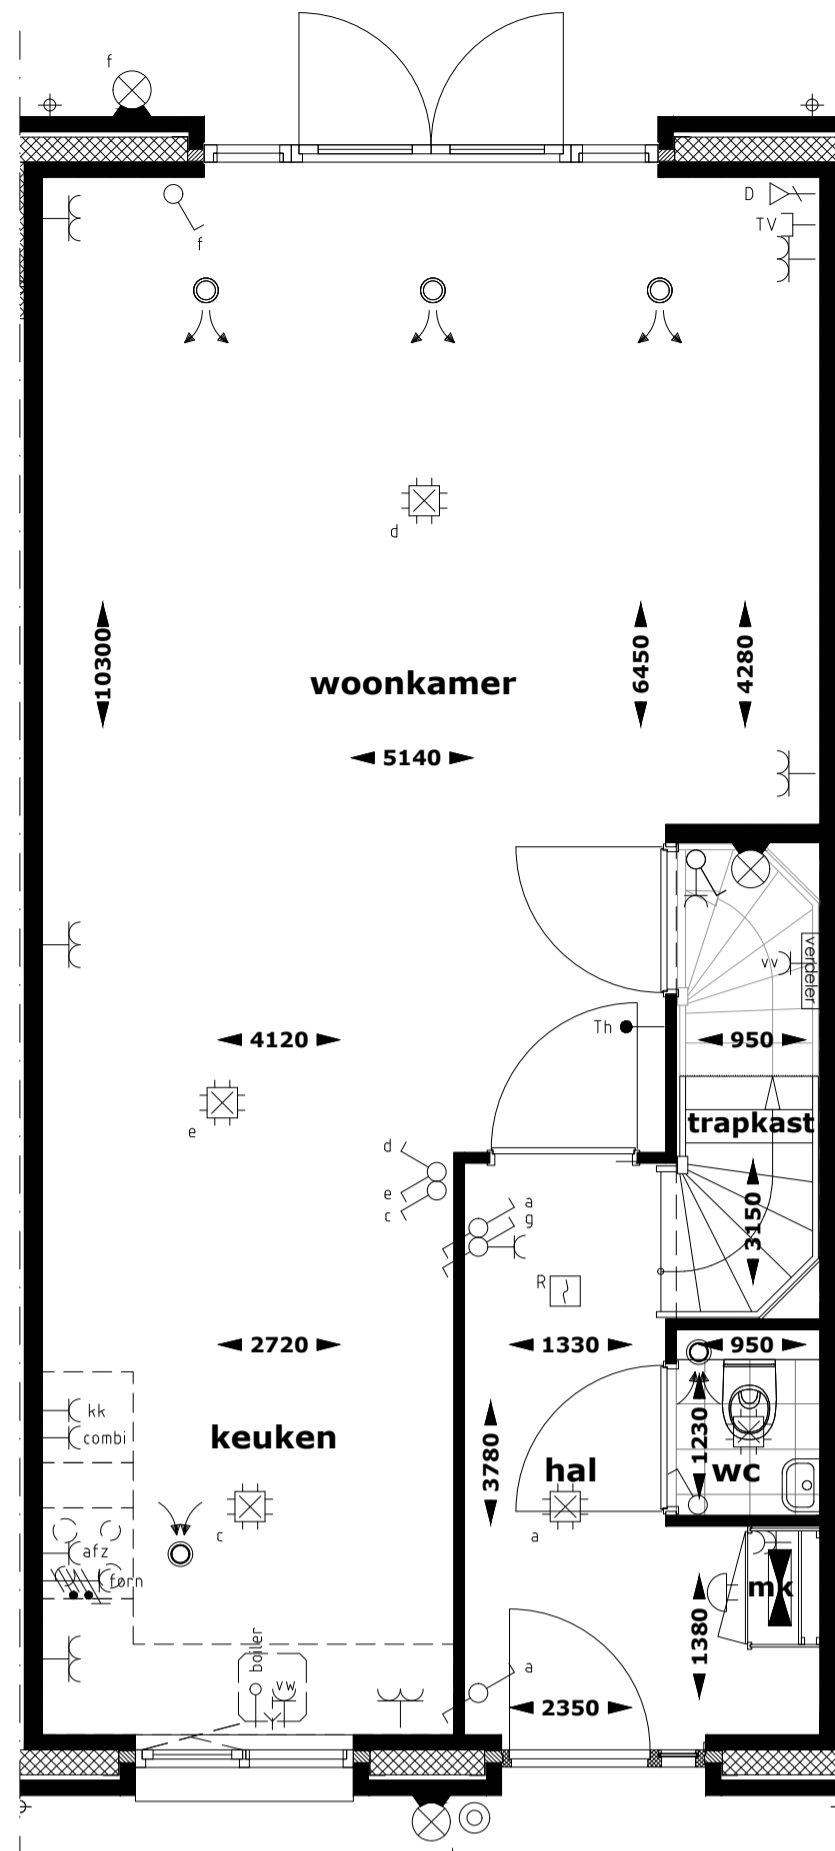 f
D
TV
f
d
10300
6450
4280
woonkamer
5140
verdeler
vv
Th
4120
950
e
trapkast
d
e
c
a
g
3150
R
2720
1330
950
kk
combi
keuken
3780
hal
1230
wc
c
a
afz
forn
mk
1380
boiler
vw
a
2350